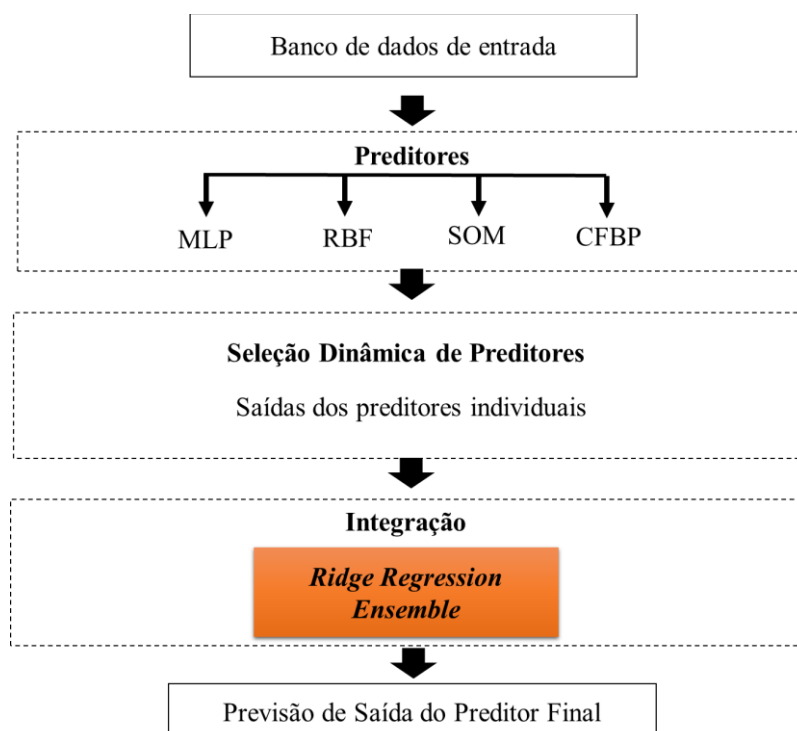 Banco de dados de entrada
Preditores
MLP RBF SOM CFBP
Seleção Dinâmica de Preditores
Saídas dos preditores individuais
Integração
Ridge Regression
Ensemble
Previsão de Saída do Preditor Final